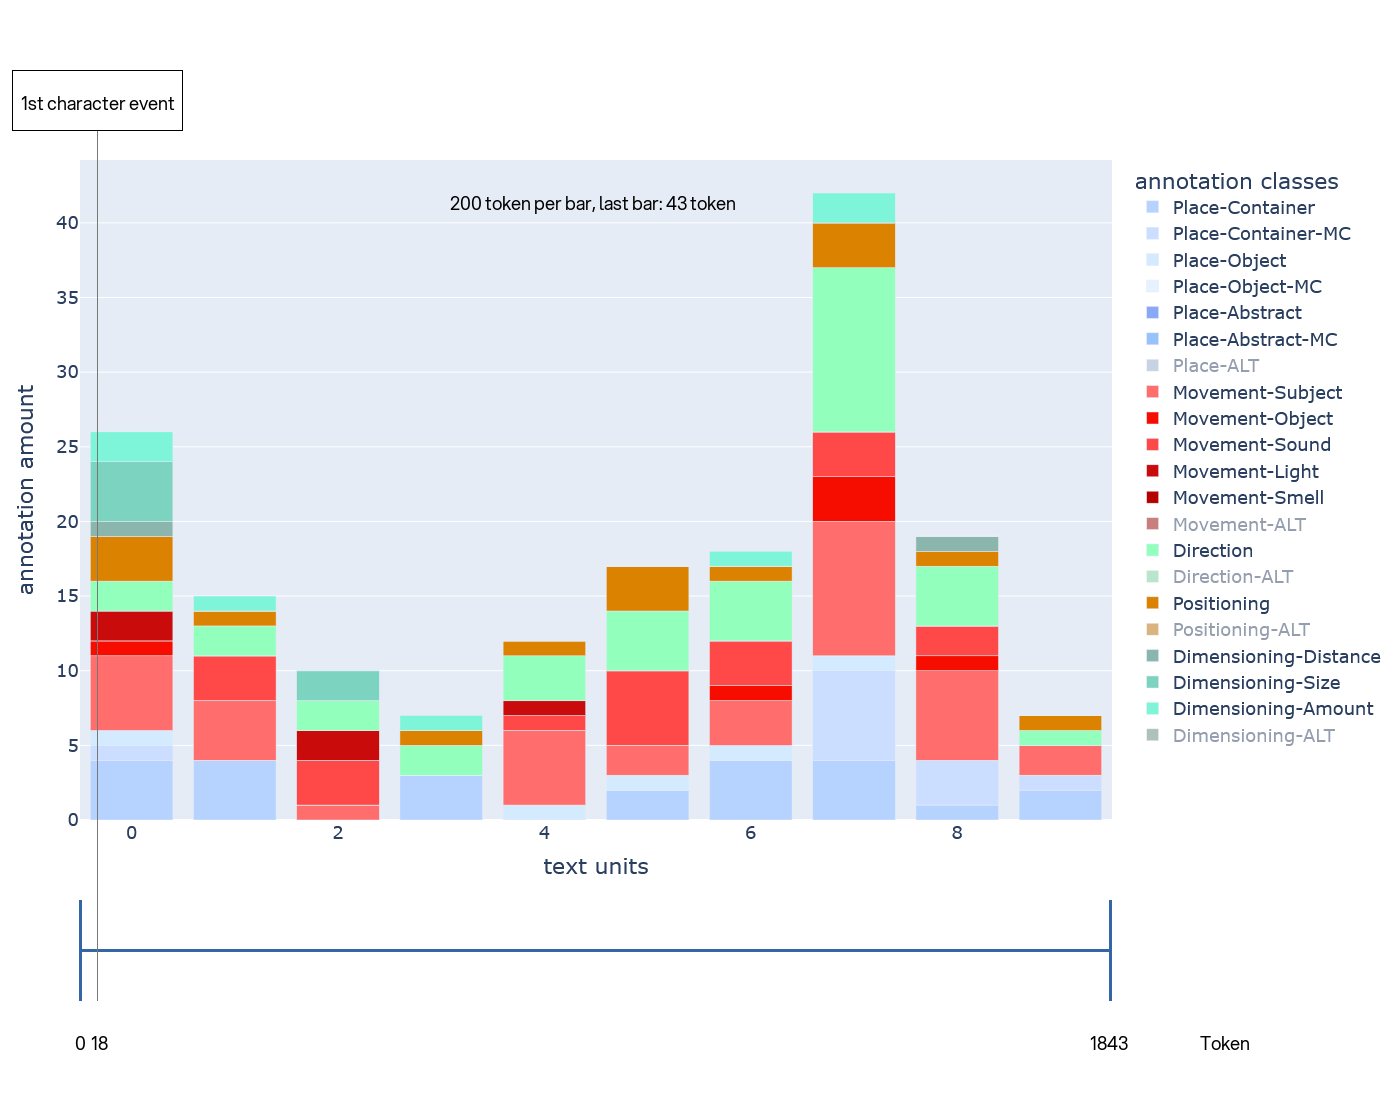 1st character event
200 token per bar, last bar: 43 token
annotation amount
40
35
30
25
20
15
10
5
0
0
2
4
6
8
text units
annotation classes
Place-Container
Place-Container-MC
Place-Object
Place-Object-MC
Place-Abstract
Place-Abstract-MC
Place-ALT
Movement-Subject
Movement-Object
Movement-Sound
Movement-Light
Movement-Smell
Movement-ALT
Direction
Direction-ALT
Positioning
Positioning-ALT
Dimensioning-Distance
Dimensioning-Size
Dimensioning-Amount
Dimensioning-ALT
0 18
1843
Token